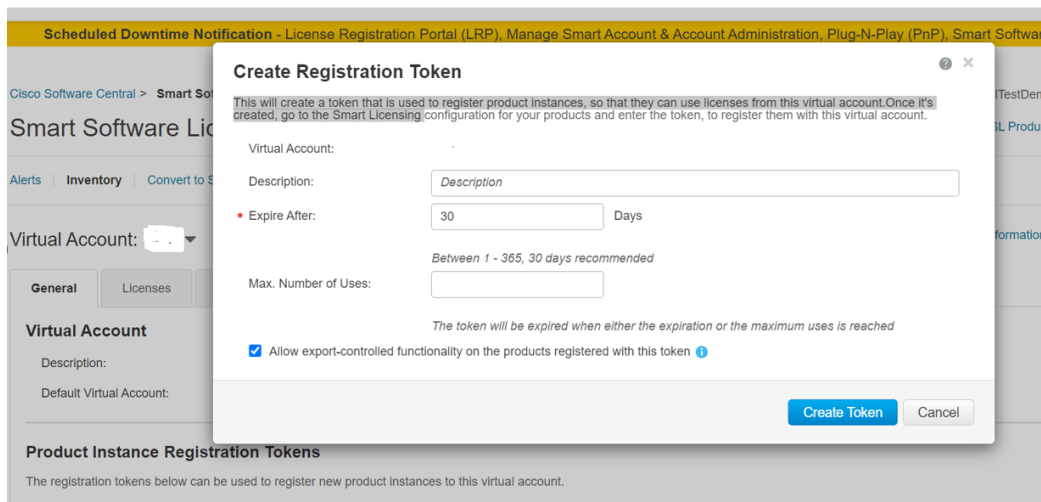 Scheduled Downtime Notification - License Registration Portal (LRP), Manage Smart Account & Account Administration, Plug-N-Play (PnP), Smart Softwar
Create Registration Token
Cisco Software Central > Smart Sof
This will create a token that is used to register product instances, so that they can use licenses from this virtual account.Once it's
created, go to the Smart Licensing configuration for your products and enter the token, to register them with this virtual account.
lTestDem
Smart Software Lic
SL Produ
Virtual Account:
Alerts Inventory Convert to S
Description: Description
* Expire After: 30 Days
Virtual Account:
formation
Between 1 - 365, 30 days recommended
General Licenses
Max. Number of Uses:
The token will be expired when either the expiration or the maximum uses is reached
Virtual Account
Allow export-controlled functionality on the products registered with this token
Description:
Default Virtual Account:
Create Token Cancel
Product Instance Registration Tokens
The registration tokens below can be used to register new product instances to this virtual account.